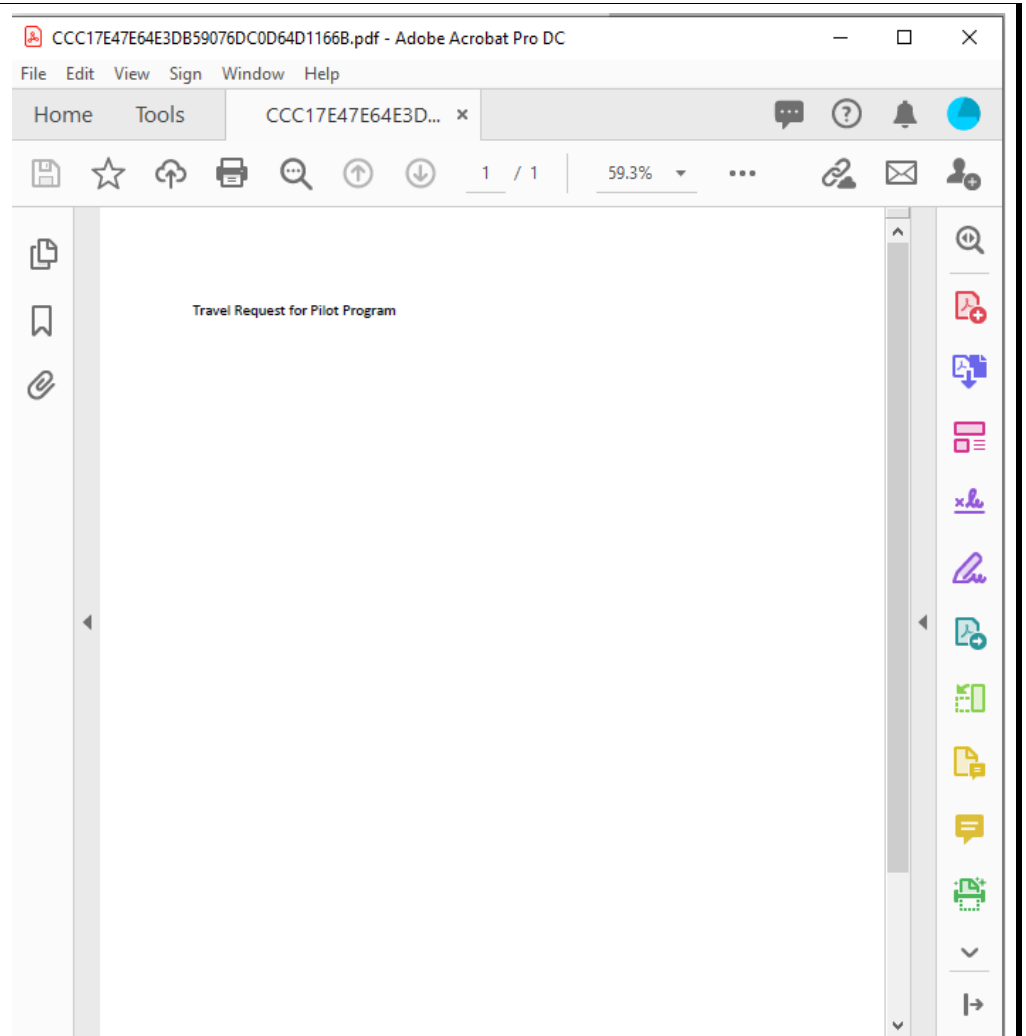 CCC17E47E64E3DB59076DC0D64D1166B.pdf - Adobe Acrobat Pro DC
File Edit View Sign Window Help
Home Tools CCC17E47E64E3D... ×
1 / 1 59.3%
Travel Request for Pilot Program